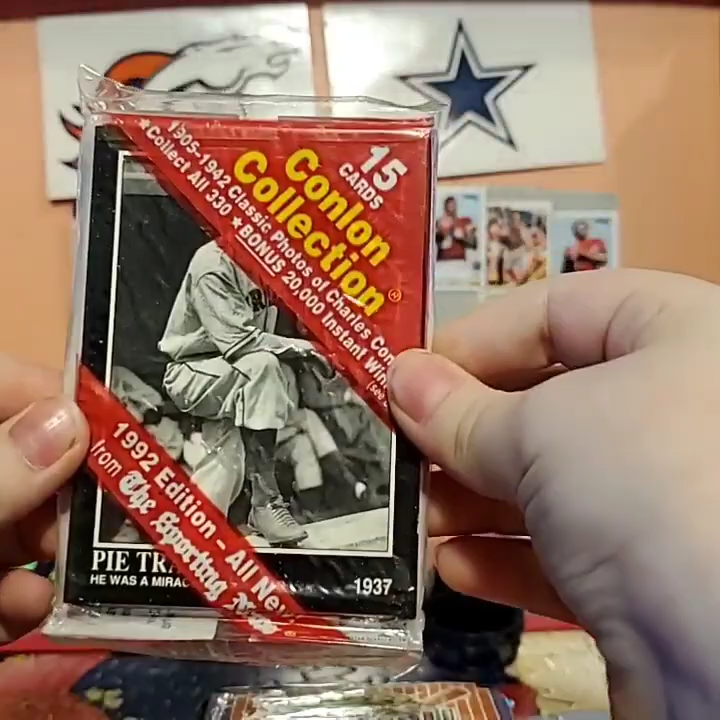 15
CARDS
Conlon
Collection®
1905-1942 Classic Photos of Charles Con
★Collect All 330 ★BONUS 20,000 Instant Win
(see
1992 Edition - All New
from The Sporting News
PIE TRA
HE WAS A MIRAC
1937